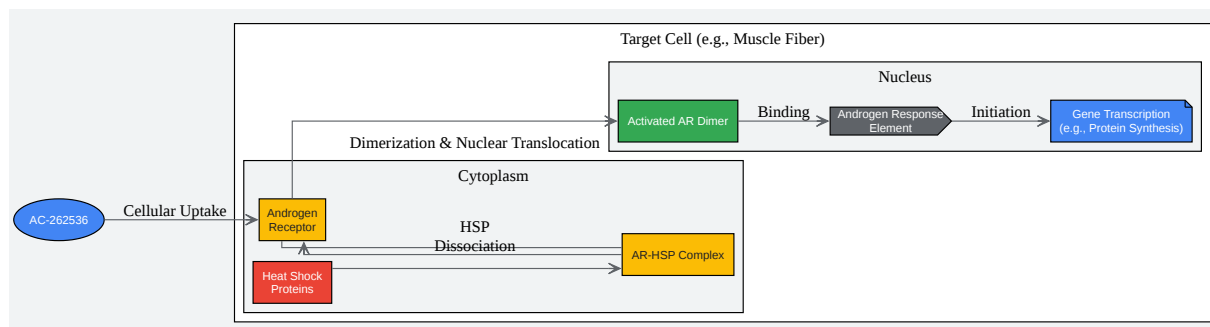 Target Cell (e.g., Muscle Fiber)
Nucleus
Activated AR Dimer
Binding
Androgen Response
Element
Initiation
Gene Transcription
(e.g., Protein Synthesis)
Dimerization & Nuclear Translocation
Cytoplasm
AC-262536
Cellular Uptake
Androgen
Receptor
HSP
Dissociation
AR-HSP Complex
Heat Shock
Proteins